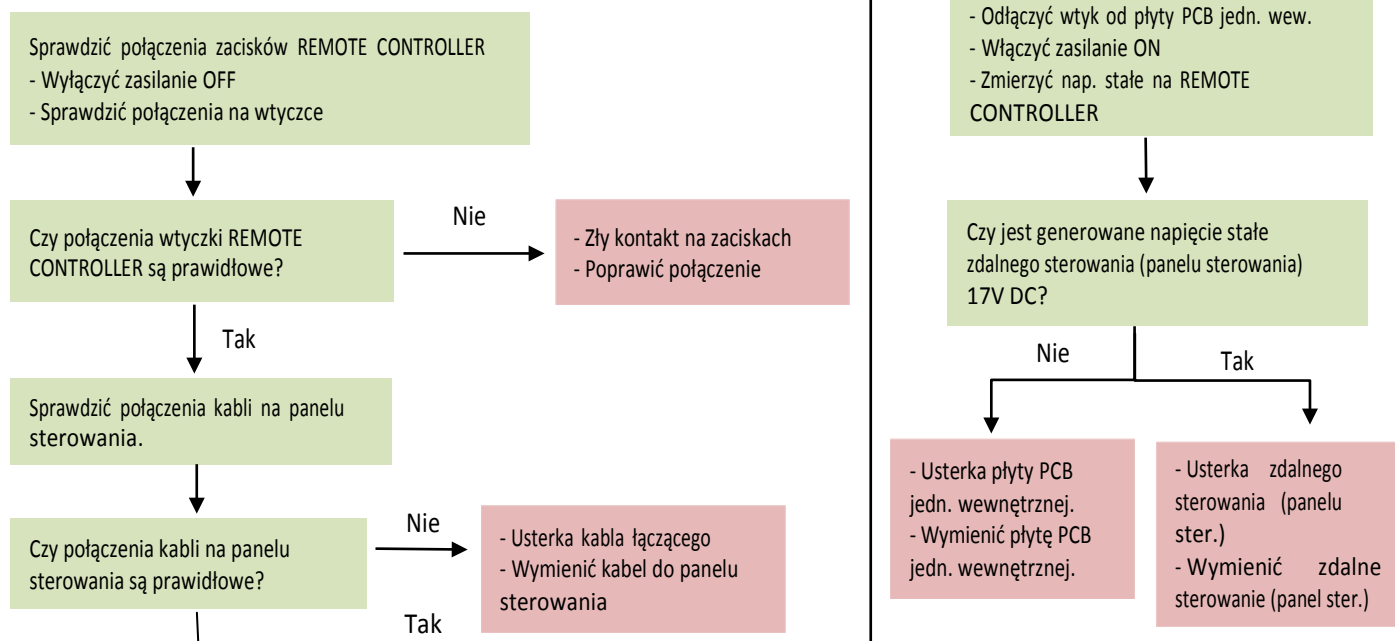 Sprawdzić połączenia zacisków REMOTE CONTROLLER
- Wyłączyć zasilanie OFF
- Sprawdzić połączenia na wtyczce
Czy połączenia wtyczki REMOTE
CONTROLLER są prawidłowe?
Nie
- Zły kontakt na zaciskach
- Poprawić połączenie
Tak
Sprawdzić połączenia kabli na panelu
sterowania.
Czy połączenia kabli na panelu
sterowania są prawidłowe?
Nie
- Usterka kabla łączącego
- Wymienić kabel do panelu
sterowania
Tak
- Odłączyć wtyk od płyty PCB jedn. wew.
- Włączyć zasilanie ON
- Zmierzyć nap. stałe na REMOTE
CONTROLLER
Czy jest generowane napięcie stałe
zdalnego sterowania (panelu sterowania)
17V DC?
Nie
Tak
- Usterka płyty PCB
jedn. wewnętrznej.
- Wymienić płytę PCB
jedn. wewnętrznej.
- Usterka zdalnego
sterowania (panelu
ster.)
- Wymienić zdalne
sterowanie (panel ster.)